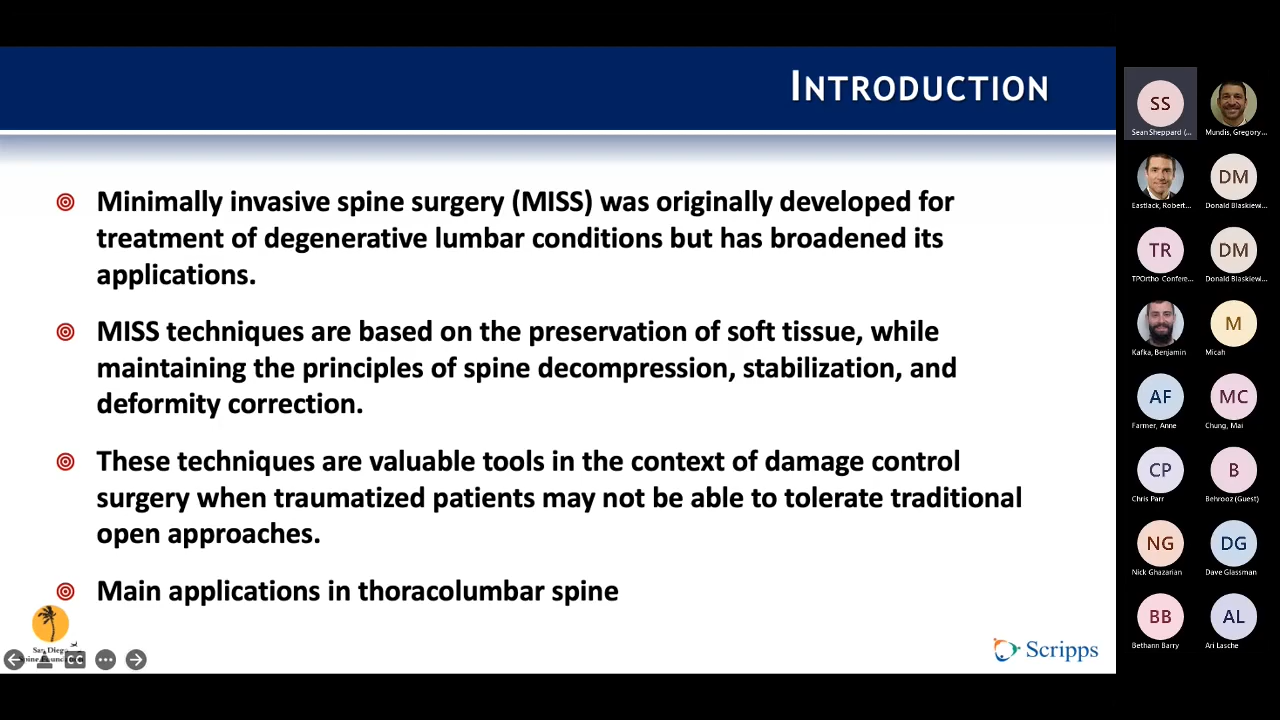 INTRODUCTION
Minimally invasive spine surgery (MISS) was originally developed for
treatment of degenerative lumbar conditions but has broadened its
applications.
MISS techniques are based on the preservation of soft tissue, while
maintaining the principles of spine decompression, stabilization, and
deformity correction.
These techniques are valuable tools in the context of damage control
surgery when traumatized patients may not be able to tolerate traditional
open approaches.
Main applications in thoracolumbar spine
San Diego
CC
Scripps
SS
Sean Sheppard (...
Mundis, Gregory...
Eastlack, Robert...
DM
Donald Blaskiewi...
TR
TPOrtho Confere...
DM
Donald Blaskiewi...
Kafka, Benjamin
M
Micah
AF
Farmer, Anne
MC
Chung, Mai
CP
Chris Parr
B
Behrooz (Guest)
NG
Nick Ghazarian
DG
Dave Glassman
BB
Bethann Barry
AL
Ari Lasche